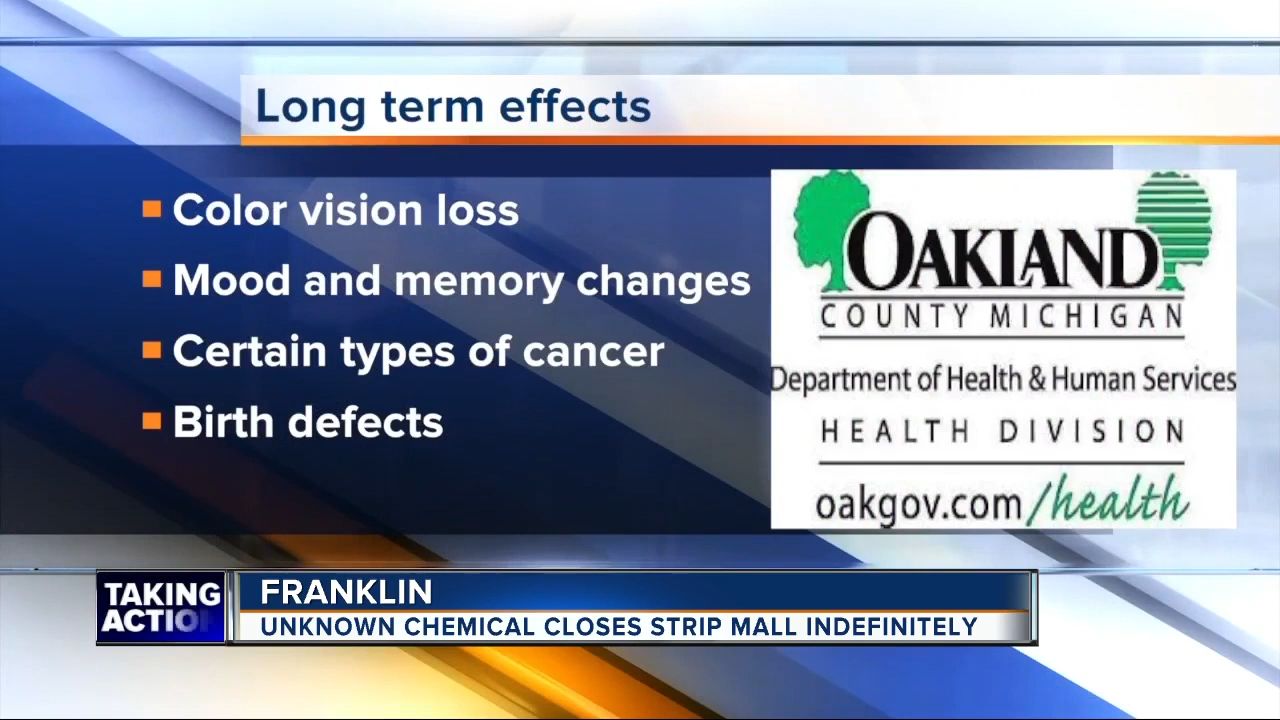 Long term effects
Color vision loss
Mood and memory changes
Certain types of cancer
Birth defects
OAKLAND
COUNTY MICHIGAN
Department of Health & Human Services
HEALTH DIVISION
oakgov.com/health
TAKING
ACTION
FRANKLIN
UNKNOWN CHEMICAL CLOSES STRIP MALL INDEFINITELY